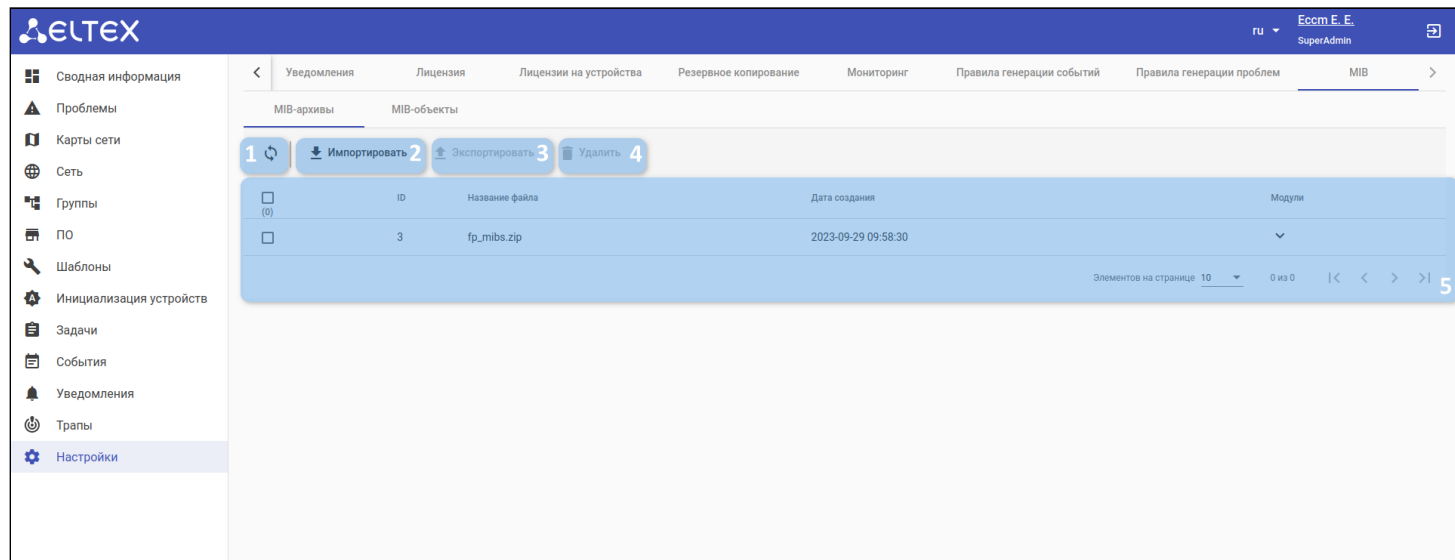 ELTEX
ru
Eccm E. E.
SuperAdmin
Сводная информация
Проблемы
Карты сети
Сеть
Группы
ПО
Шаблоны
Инициализация устройств
Задачи
События
Уведомления
Трапы
Настройки
Уведомления Лицензия Лицензии на устройства Резервное копирование Мониторинг Правила генерации событий Правила генерации проблем MIB
MIB-архивы MIB-объекты
1 Импортировать 2 Экспортировать 3 Удалить 4
(0) ID Название файла Дата создания Модули
3 fp_mibs.zip 2023-09-29 09:58:30
Элементов на странице 10 0 из 0
5